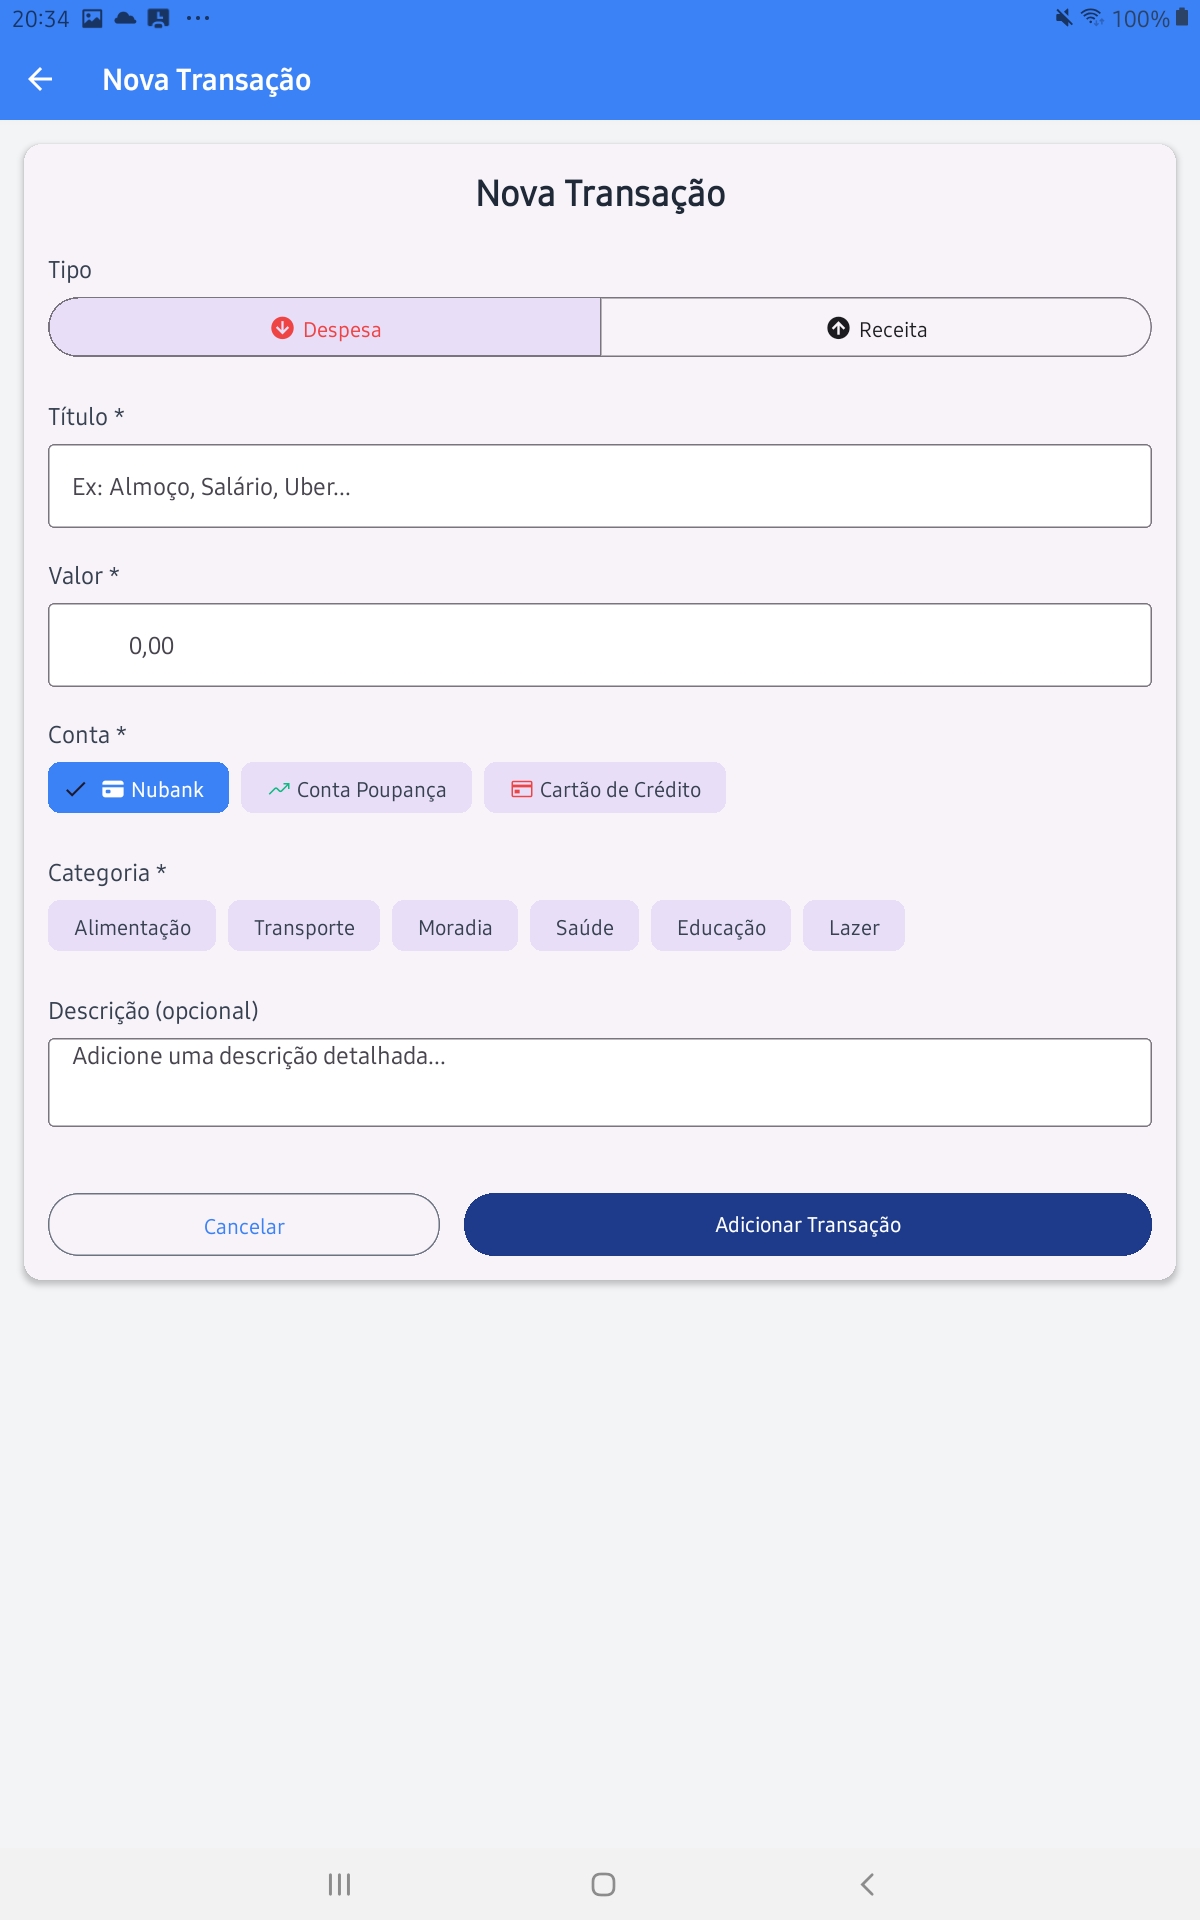 20:34 100%
Nova Transação
Nova Transação
Tipo
Despesa Receita
Título *
Ex: Almoço, Salário, Uber...
Valor *
0,00
Conta *
Nubank Conta Poupança Cartão de Crédito
Categoria *
Alimentação Transporte Moradia Saúde Educação Lazer
Descrição (opcional)
Adicione uma descrição detalhada...
Cancelar Adicionar Transação